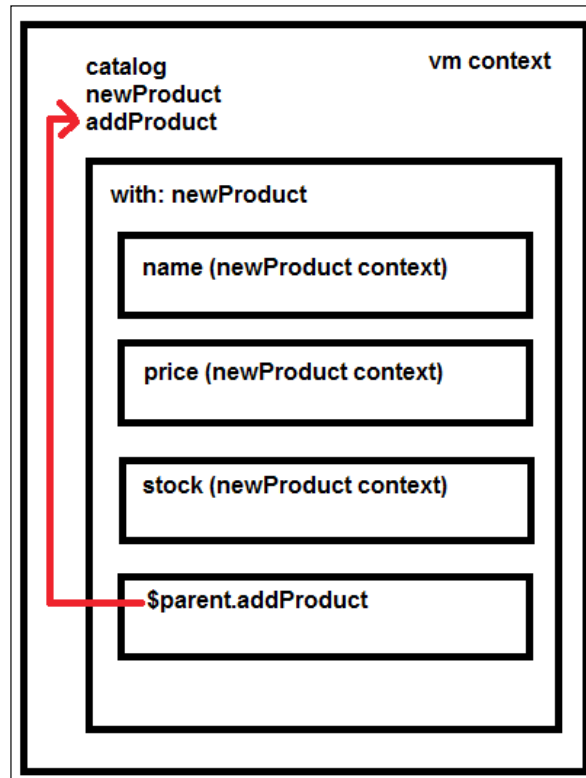 vm context
catalog
newProduct
addProduct
with: newProduct
name (newProduct context)
price (newProduct context)
stock (newProduct context)
$parent.addProduct